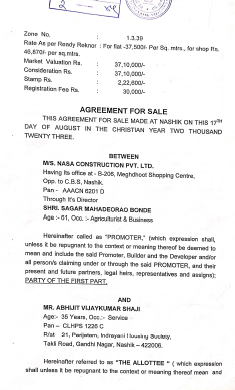 Zone No. : 1.3.39
Rate As per Ready Reknor : For flat -37,500/- Per Sq. mtrs., for shop Rs.
46,870/- per sq.mtrs.
Market Valuation Rs. : 37,10,000/-
Consideration Rs. : 37,10,000/-
Stamp Rs. : 2,22,600/-
Registration Fee Rs. : 30,000/-
AGREEMENT FOR SALE
THIS AGREEMENT FOR SALE MADE AT NASHIK ON THIS 17TH
DAY OF AUGUST IN THE CHRISTIAN YEAR TWO THOUSAND
TWENTY THREE.
BETWEEN
M/S. NASA CONSTRUCTION PVT. LTD.
Having its office at - B-206, Meghdhoot Shopping Centre,
Opp. to C.B.S, Nashik.
Pan - AAACN 6201 D
Through It's Director
SHRI. SAGAR MAHADEORAO BONDE
Age :- 61, Occ :- Agriculturist & Business
Hereinafter called as "PROMOTER," (which expression shall,
unless it be repugnant to the context or meaning thereof be deemed to
mean and include the said Promoter, Builder and the Developer and/or
all person's claiming under or through the said PROMOTER, and their
present and future partners, legal heirs, representatives and assigns);
PARTY OF THE FIRST PART.
AND
MR. ABHIJIT VIJAYKUMAR SHAJI
Age:- 35 Years, Occ:- Service
Pan – CLHPS 1226 C
R/at 21, Parijatem, Indrayani Housing Society,
Takli Road, Gandhi Nagar, Nashik – 422006.
Hereinafter referred to as "THE ALLOTTEE" ( which expression
shall unless it be repugnant to the context or meaning thereof mean and